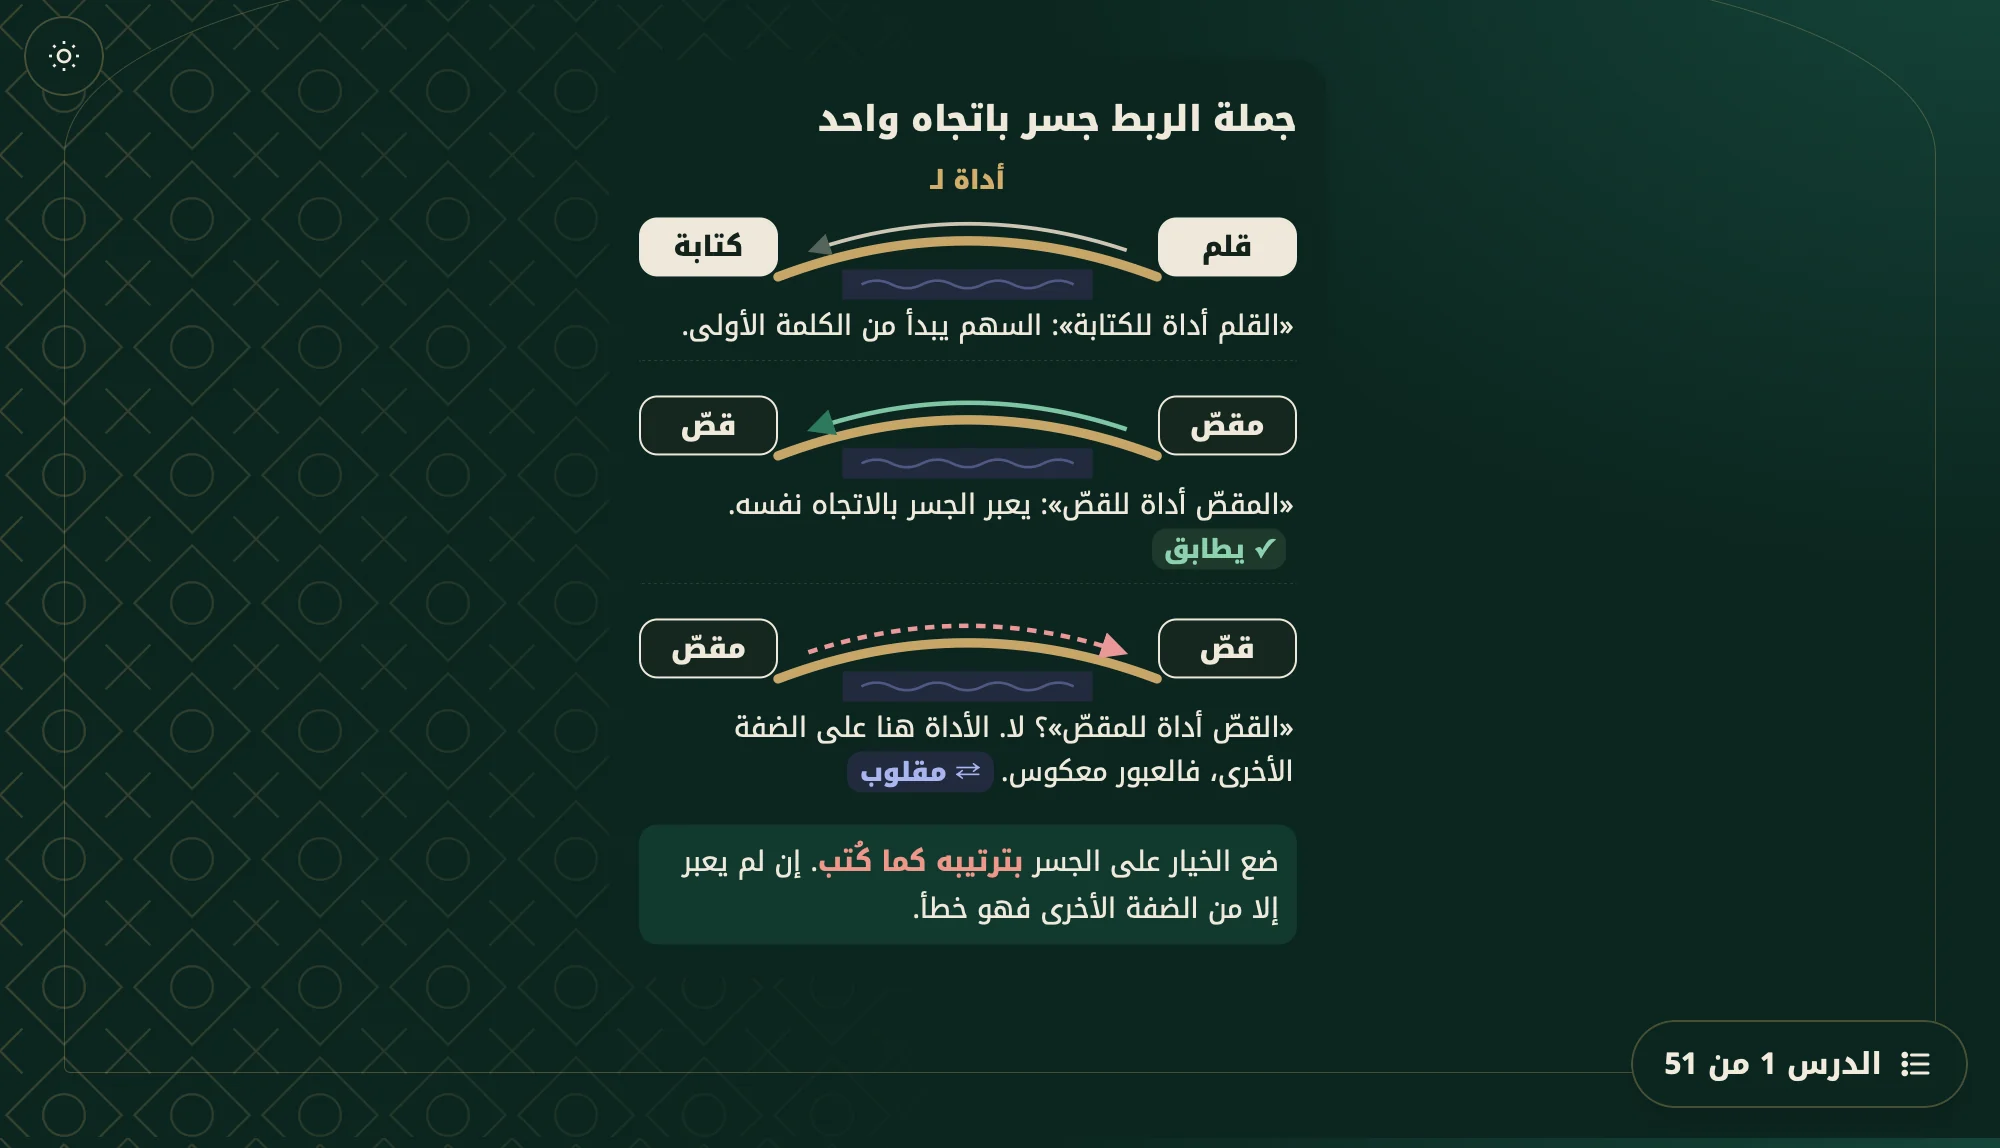 جملة الربط جسر باتجاه واحد
أداة لـ
قلم
كتابة
«القلم أداة للكتابة»: السهم يبدأ من الكلمة الأولى.
مقصّ
قصّ
«المقصّ أداة للقصّ»: يعبر الجسر بالاتجاه نفسه.
✓ يطابق
قصّ
مقصّ
«القصّ أداة للمقصّ»؟ لا. الأداة هنا على الضفة
الأخرى، فالعبور معكوس. ⇄ مقلوب
ضع الخيار على الجسر بترتيبه كما كُتب. إن لم يعبر
إلا من الضفة الأخرى فهو خطأ.
الدرس 1 من 51